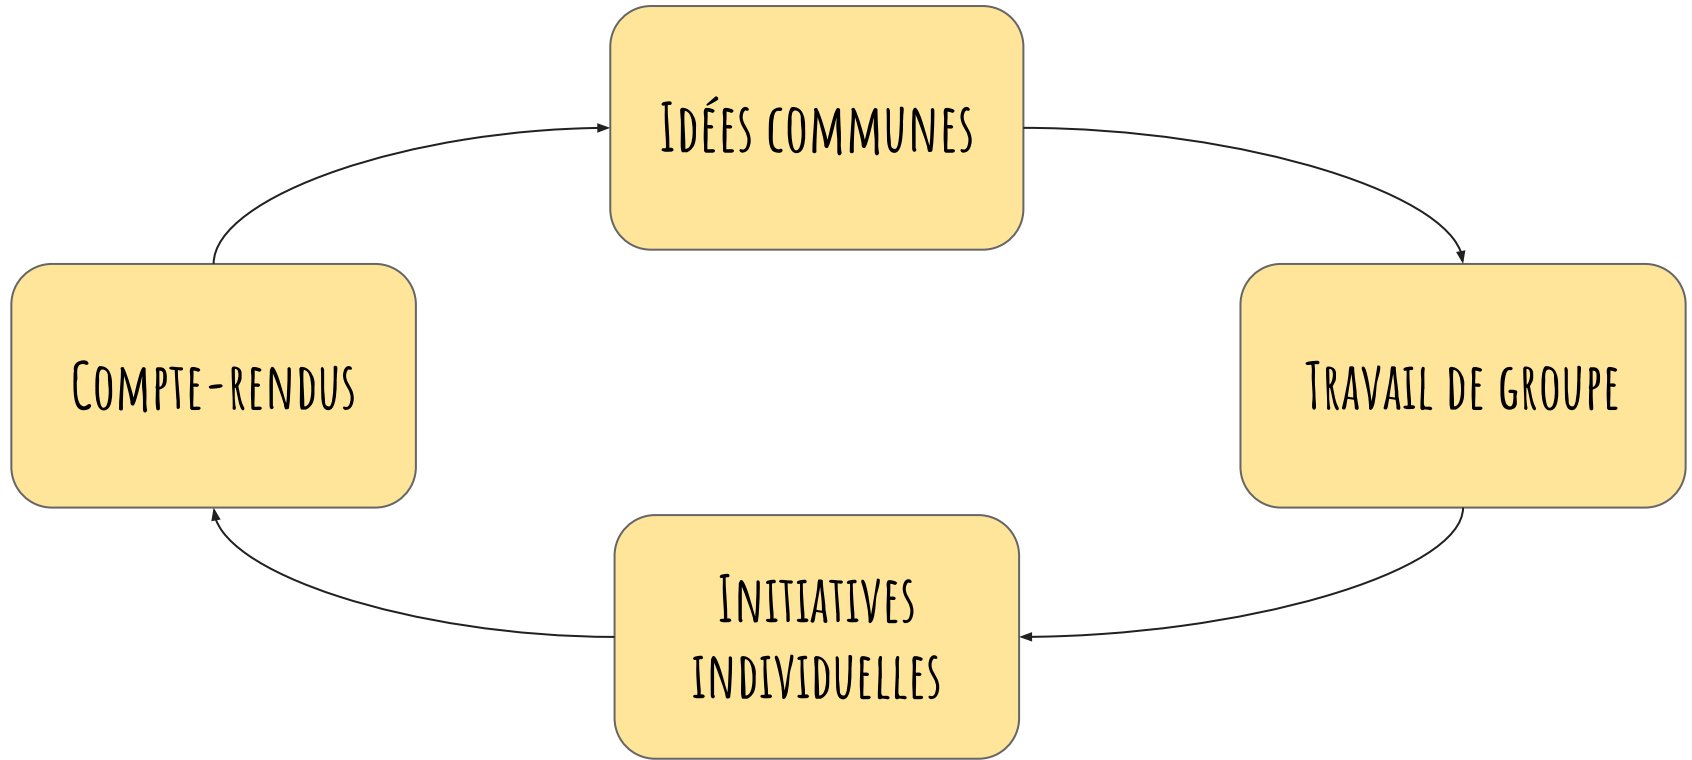 Idées communes
Compte-rendus
Travail de groupe
Initiatives
individuelles